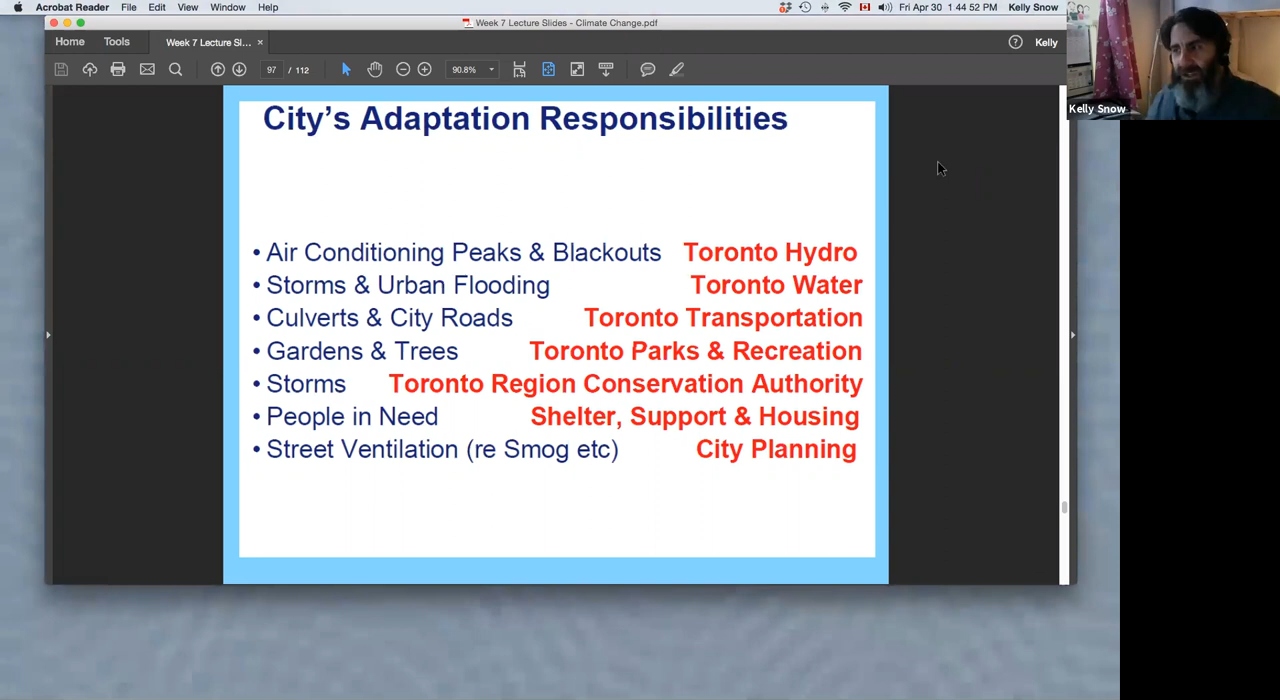 Acrobat Reader File Edit View Window Help Fri Apr 30 1:44:52 PM Kelly Snow
Week 7 Lecture Slides - Climate Change.pdf
Home Tools Week 7 Lecture Sl... × ? Kelly
97 / 112 90.8%
Kelly Snow
City's Adaptation Responsibilities
• Air Conditioning Peaks & Blackouts Toronto Hydro
• Storms & Urban Flooding Toronto Water
• Culverts & City Roads Toronto Transportation
• Gardens & Trees Toronto Parks & Recreation
• Storms Toronto Region Conservation Authority
• People in Need Shelter, Support & Housing
• Street Ventilation (re Smog etc) City Planning